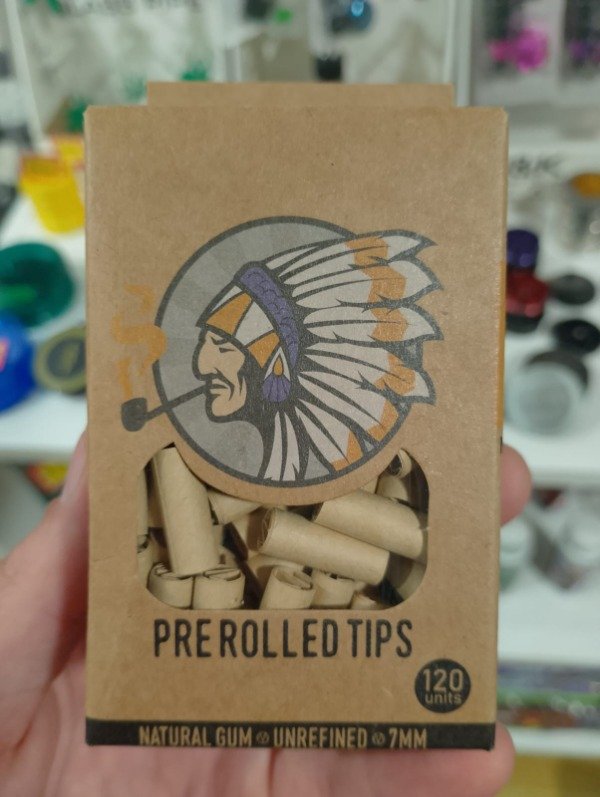 PRE ROLLED TIPS
120
units
NATURAL GUM UNREFINED 7MM